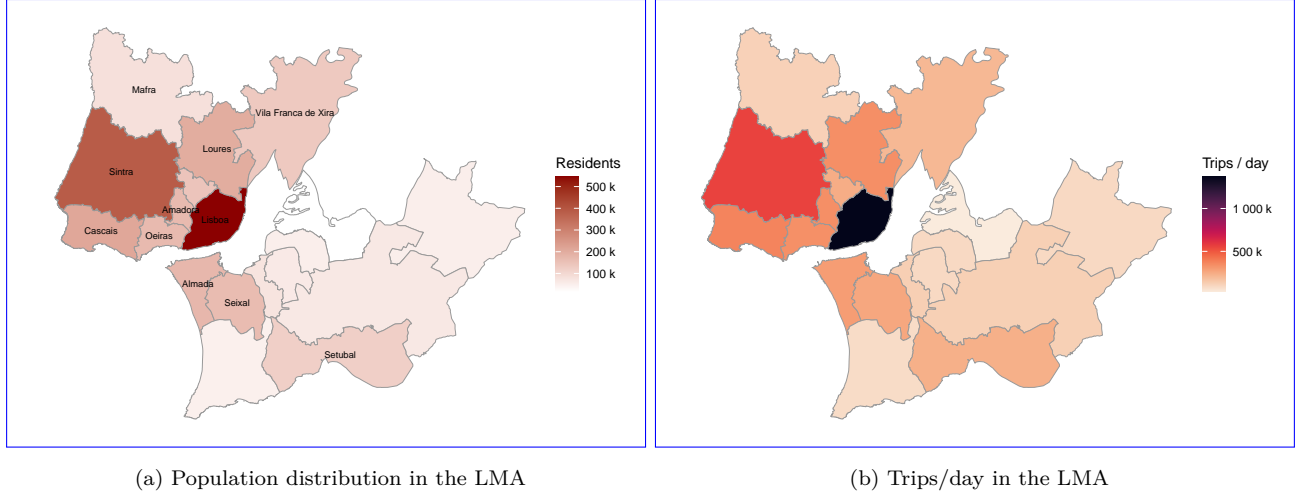 Mafra
Vila Franca de Xira
Loures
Sintra
Amadora
Lisboa
Cascais
Oeiras
Almada
Seixal
Setubal
Residents
500 k
400 k
300 k
200 k
100 k
Trips / day
1 000 k
500 k
(a) Population distribution in the LMA
(b) Trips/day in the LMA